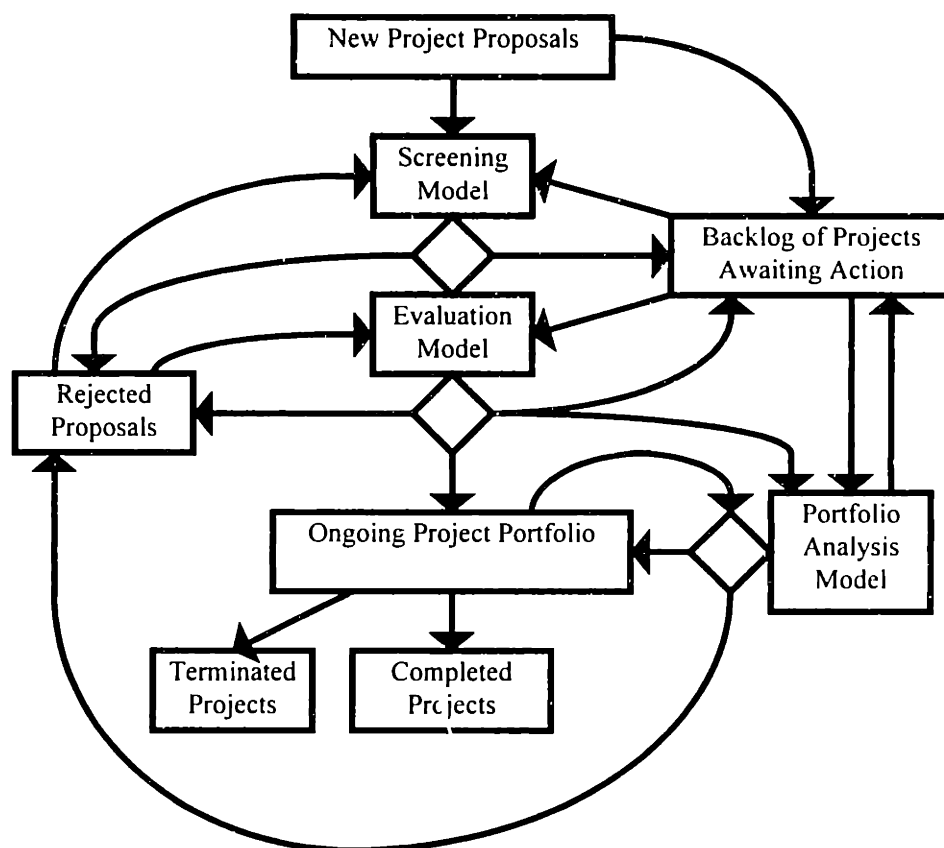 New Project Proposals
Screening
Model
Backlog of Projects
Awaiting Action
Evaluation
Model
Rejected
Proposals
Ongoing Project Portfolio
Portfolio
Analysis
Model
Terminated
Projects
Completed
Projects